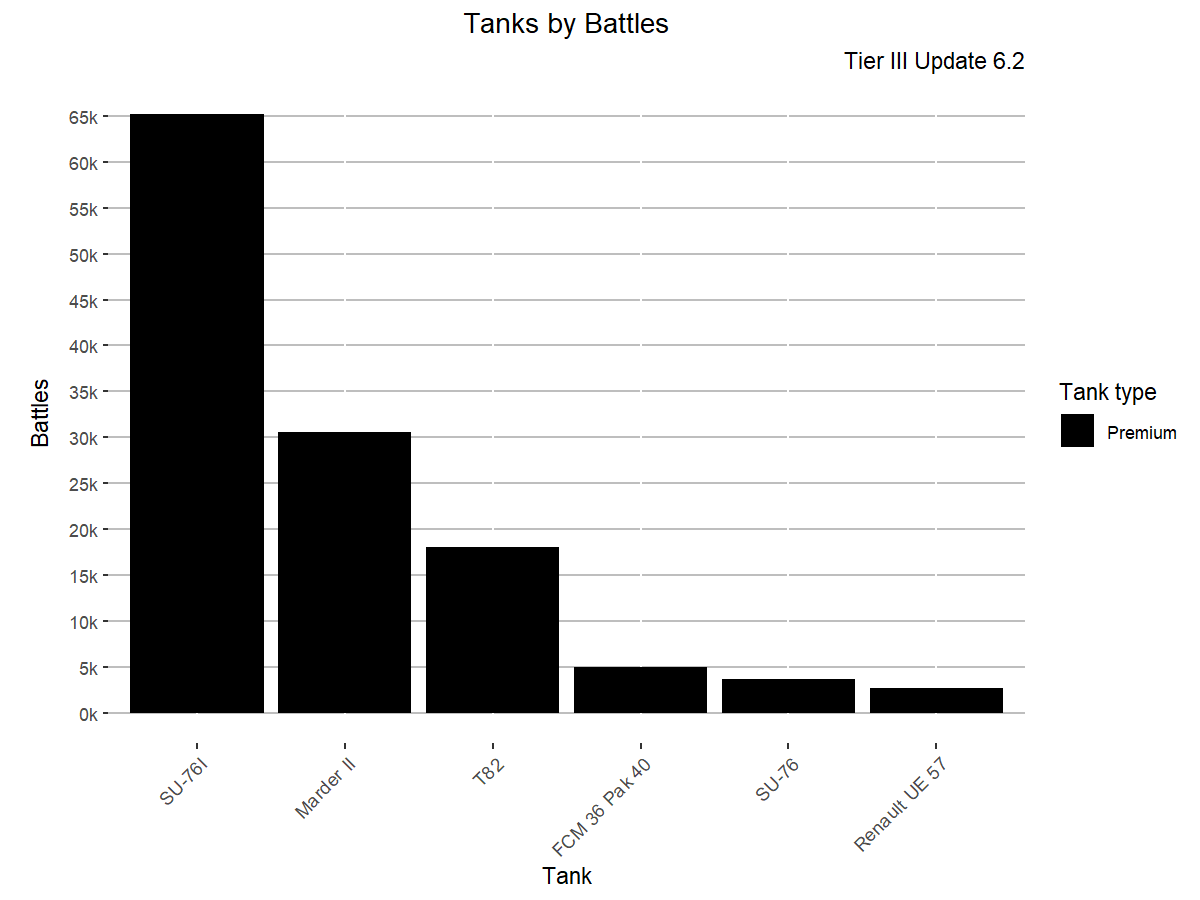 Tanks by Battles
Tier III Update 6.2
65k
60k
55k
50k
45k
40k
35k
30k
25k
20k
15k
10k
5k
0k
Battles
SU-76I
Marder II
T82
FCM 36 Pak 40
SU-76
Renault UE 57
Tank
Tank type
Premium